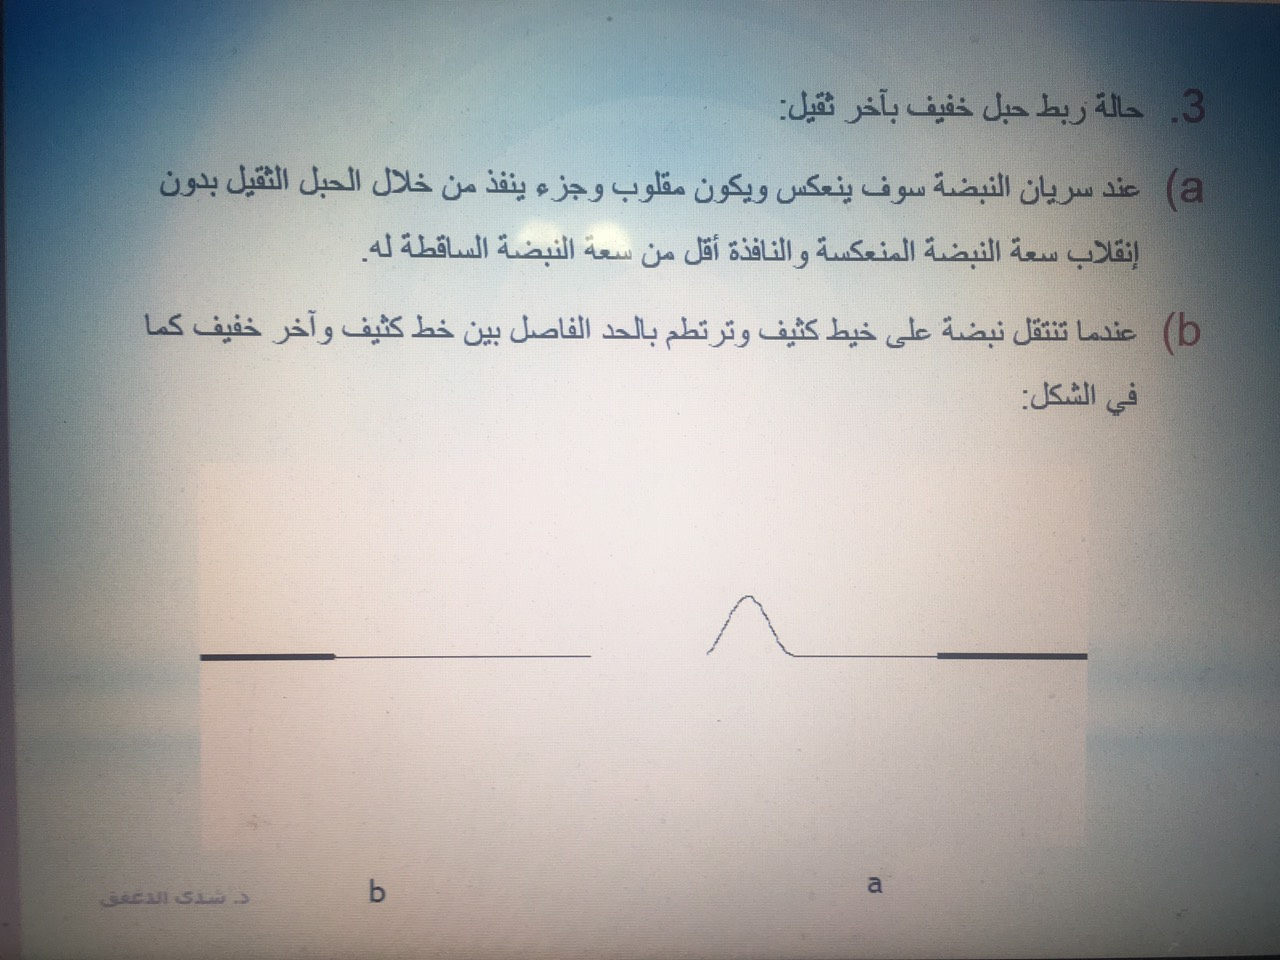 3. حالة ربط حبل خفيف بآخر ثقيل:
a) عند سريان النبضة سوف ينعكس ويكون مقلوب وجزء ينفذ من خلال الحبل الثقيل بدون
إنقلاب سعة النبضة المنعكسة والنافذة أقل من سعة النبضة الساقطة له.
b) عندما تنتقل نبضة على خيط كثيف وترتطم بالحد الفاصل بين خط كثيف وآخر خفيف كما
في الشكل:
a
b
د. شذى الدغفق